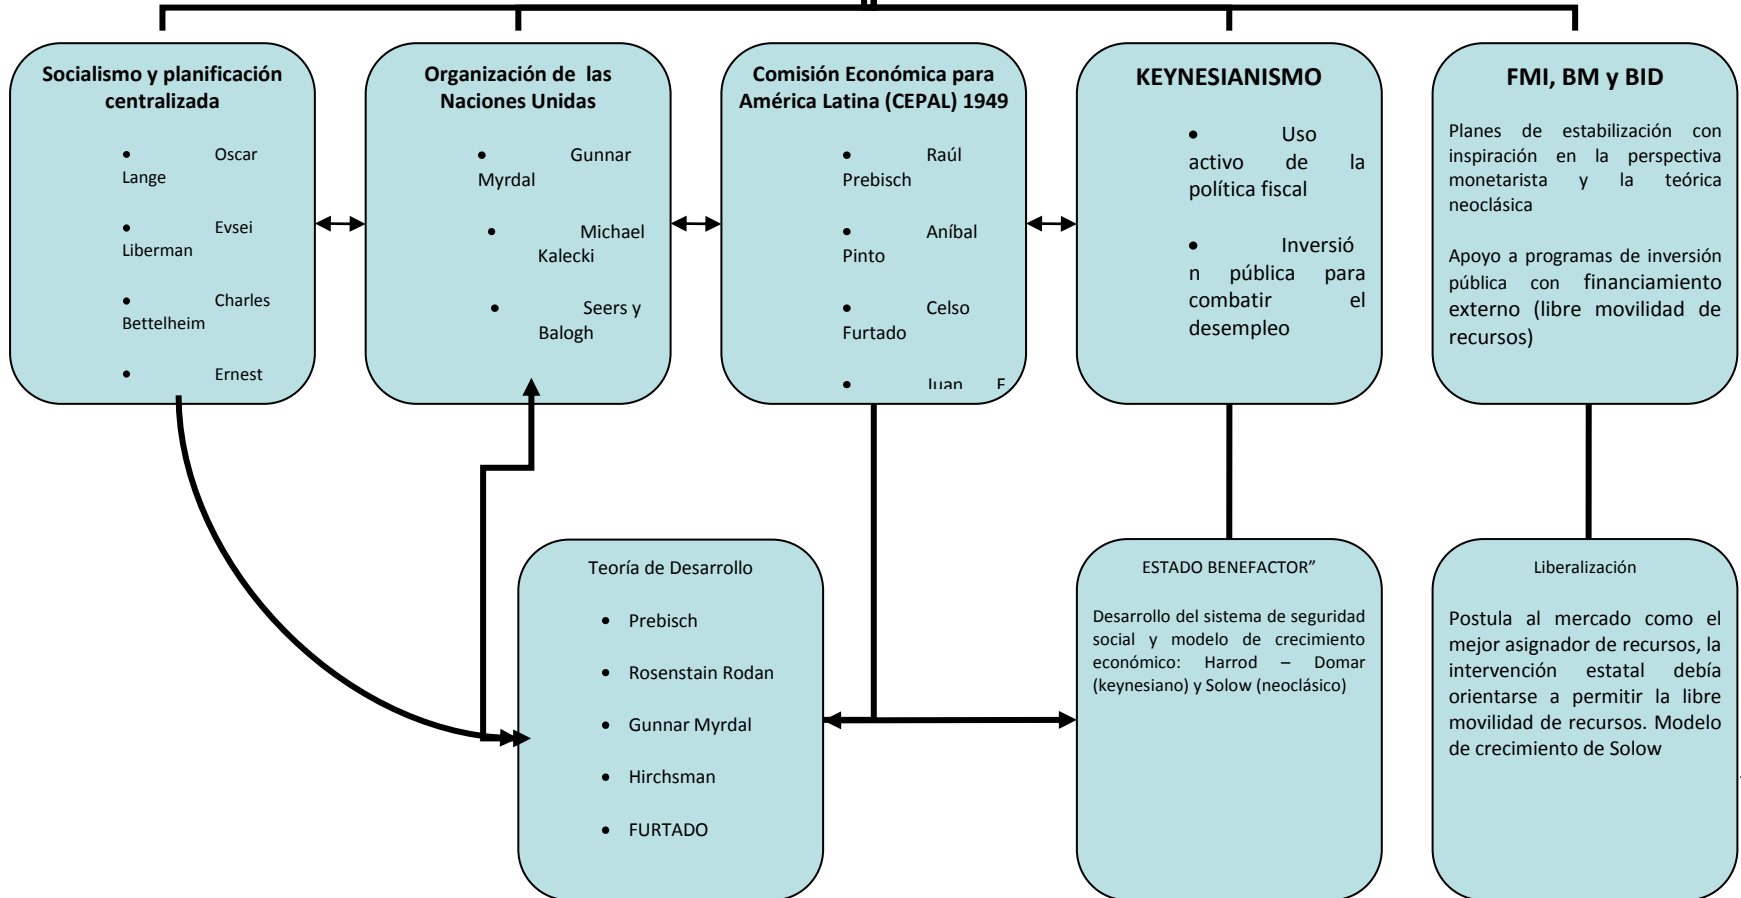 Socialismo y planificación
centralizada
• Oscar
Lange
• Evsei
Liberman
• Charles
Bettelheim
• Ernest
Organización de las
Naciones Unidas
• Gunnar
Myrdal
• Michael
Kalecki
• Seers y
Balogh
Comisión Económica para
América Latina (CEPAL) 1949
• Raúl
Prebisch
• Aníbal
Pinto
• Celso
Furtado
• Juan F
KEYNESIANISMO
• Uso
activo de la
política fiscal
• Inversió
n pública para
combatir el
desempleo
FMI, BM y BID
Planes de estabilización con
inspiración en la perspectiva
monetarista y la teórica
neoclásica
Apoyo a programas de inversión
pública con financiamiento
externo (libre movilidad de
recursos)
Teoría de Desarrollo
• Prebisch
• Rosenstain Rodan
• Gunnar Myrdal
• Hirchsman
• FURTADO
ESTADO BENEFACTOR”
Desarrollo del sistema de seguridad
social y modelo de crecimiento
económico: Harrod – Domar
(keynesiano) y Solow (neoclásico)
Liberalización
Postula al mercado como el
mejor asignador de recursos, la
intervención estatal debía
orientarse a permitir la libre
movilidad de recursos. Modelo
de crecimiento de Solow